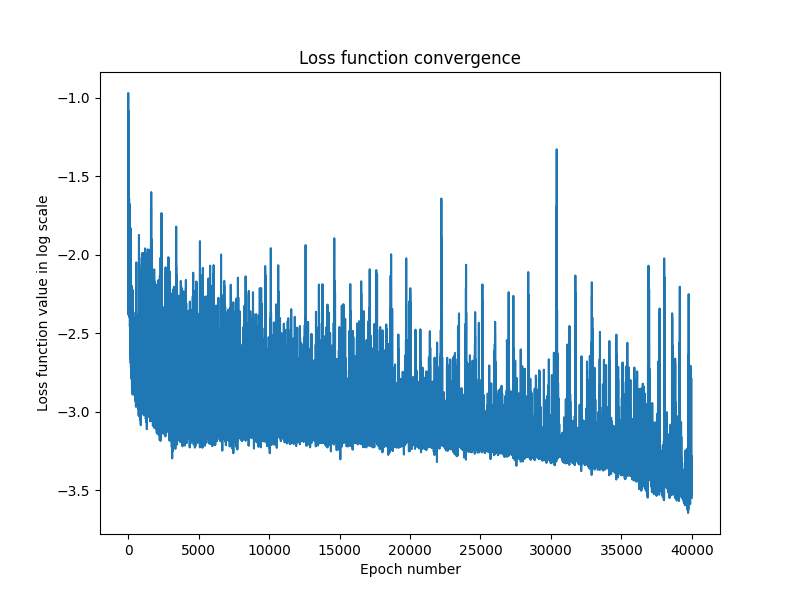 Loss function convergence
Loss function value in log scale
−1.0
−1.5
−2.0
−2.5
−3.0
−3.5
0 5000 10000 15000 20000 25000 30000 35000 40000
Epoch number